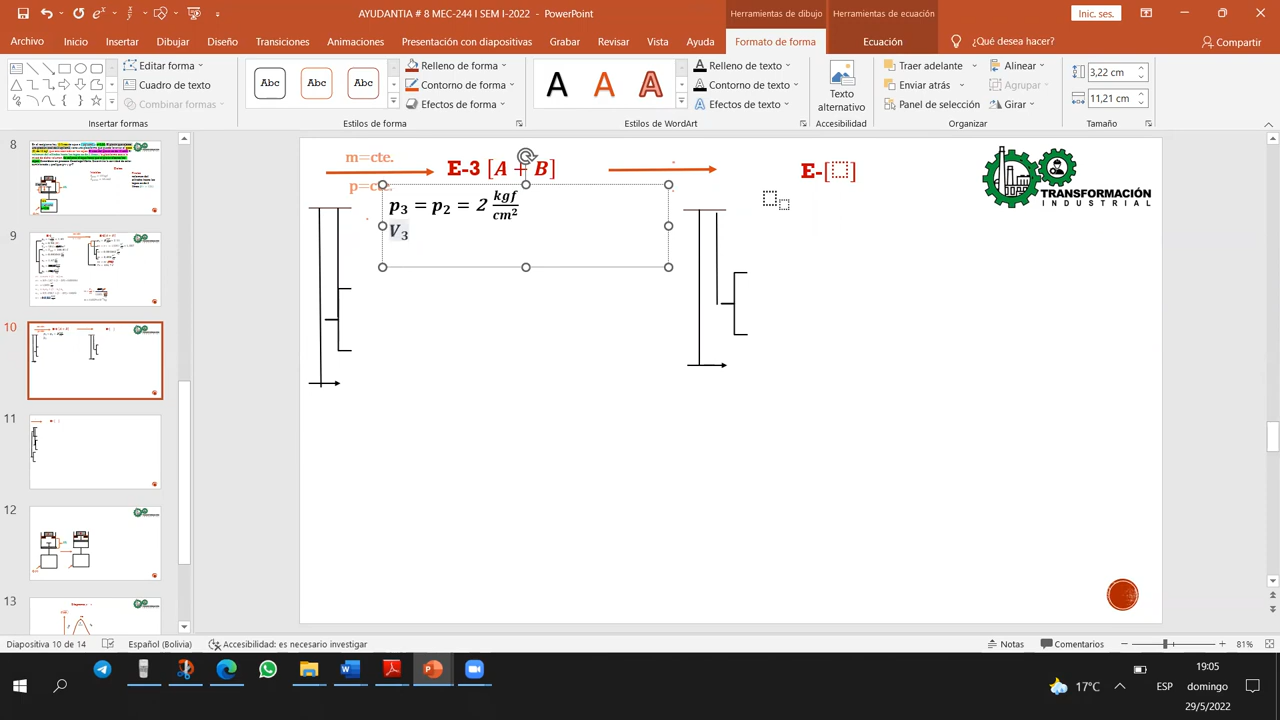 AYUDANTIA # 8 MEC-244 I SEM I-2022 - PowerPoint
Herramientas de dibujo
Herramientas de ecuación
Inic. ses.
Archivo
Inicio
Insertar
Dibujar
Diseño
Transiciones
Animaciones
Presentación con diapositivas
Grabar
Revisar
Vista
Ayuda
Formato de forma
Ecuación
¿Qué desea hacer?
Compartir
Editar forma
Cuadro de texto
Combinar formas
Insertar formas
Abc
Abc
Abc
Relleno de forma
Contorno de forma
Efectos de forma
Estilos de forma
A
A
A
Relleno de texto
Contorno de texto
Efectos de texto
Estilos de WordArt
Texto alternativo
Accesibilidad
Traer adelante
Enviar atrás
Panel de selección
Alinear
Agrupar
Girar
Organizar
3,22 cm
11,21 cm
Tamaño
8
9
10
11
12
13
m=cte.
p=cte.
E-3 [A + B]
E-[]
p₃ = p₂ = 2 kgf/cm²
V₃
TRANSFORMACIÓN
INDUSTRIAL
Diapositiva 10 de 14
Español (Bolivia)
Accesibilidad: es necesario investigar
Notas
Comentarios
81%
17°C
ESP
19:05
domingo
29/5/2022